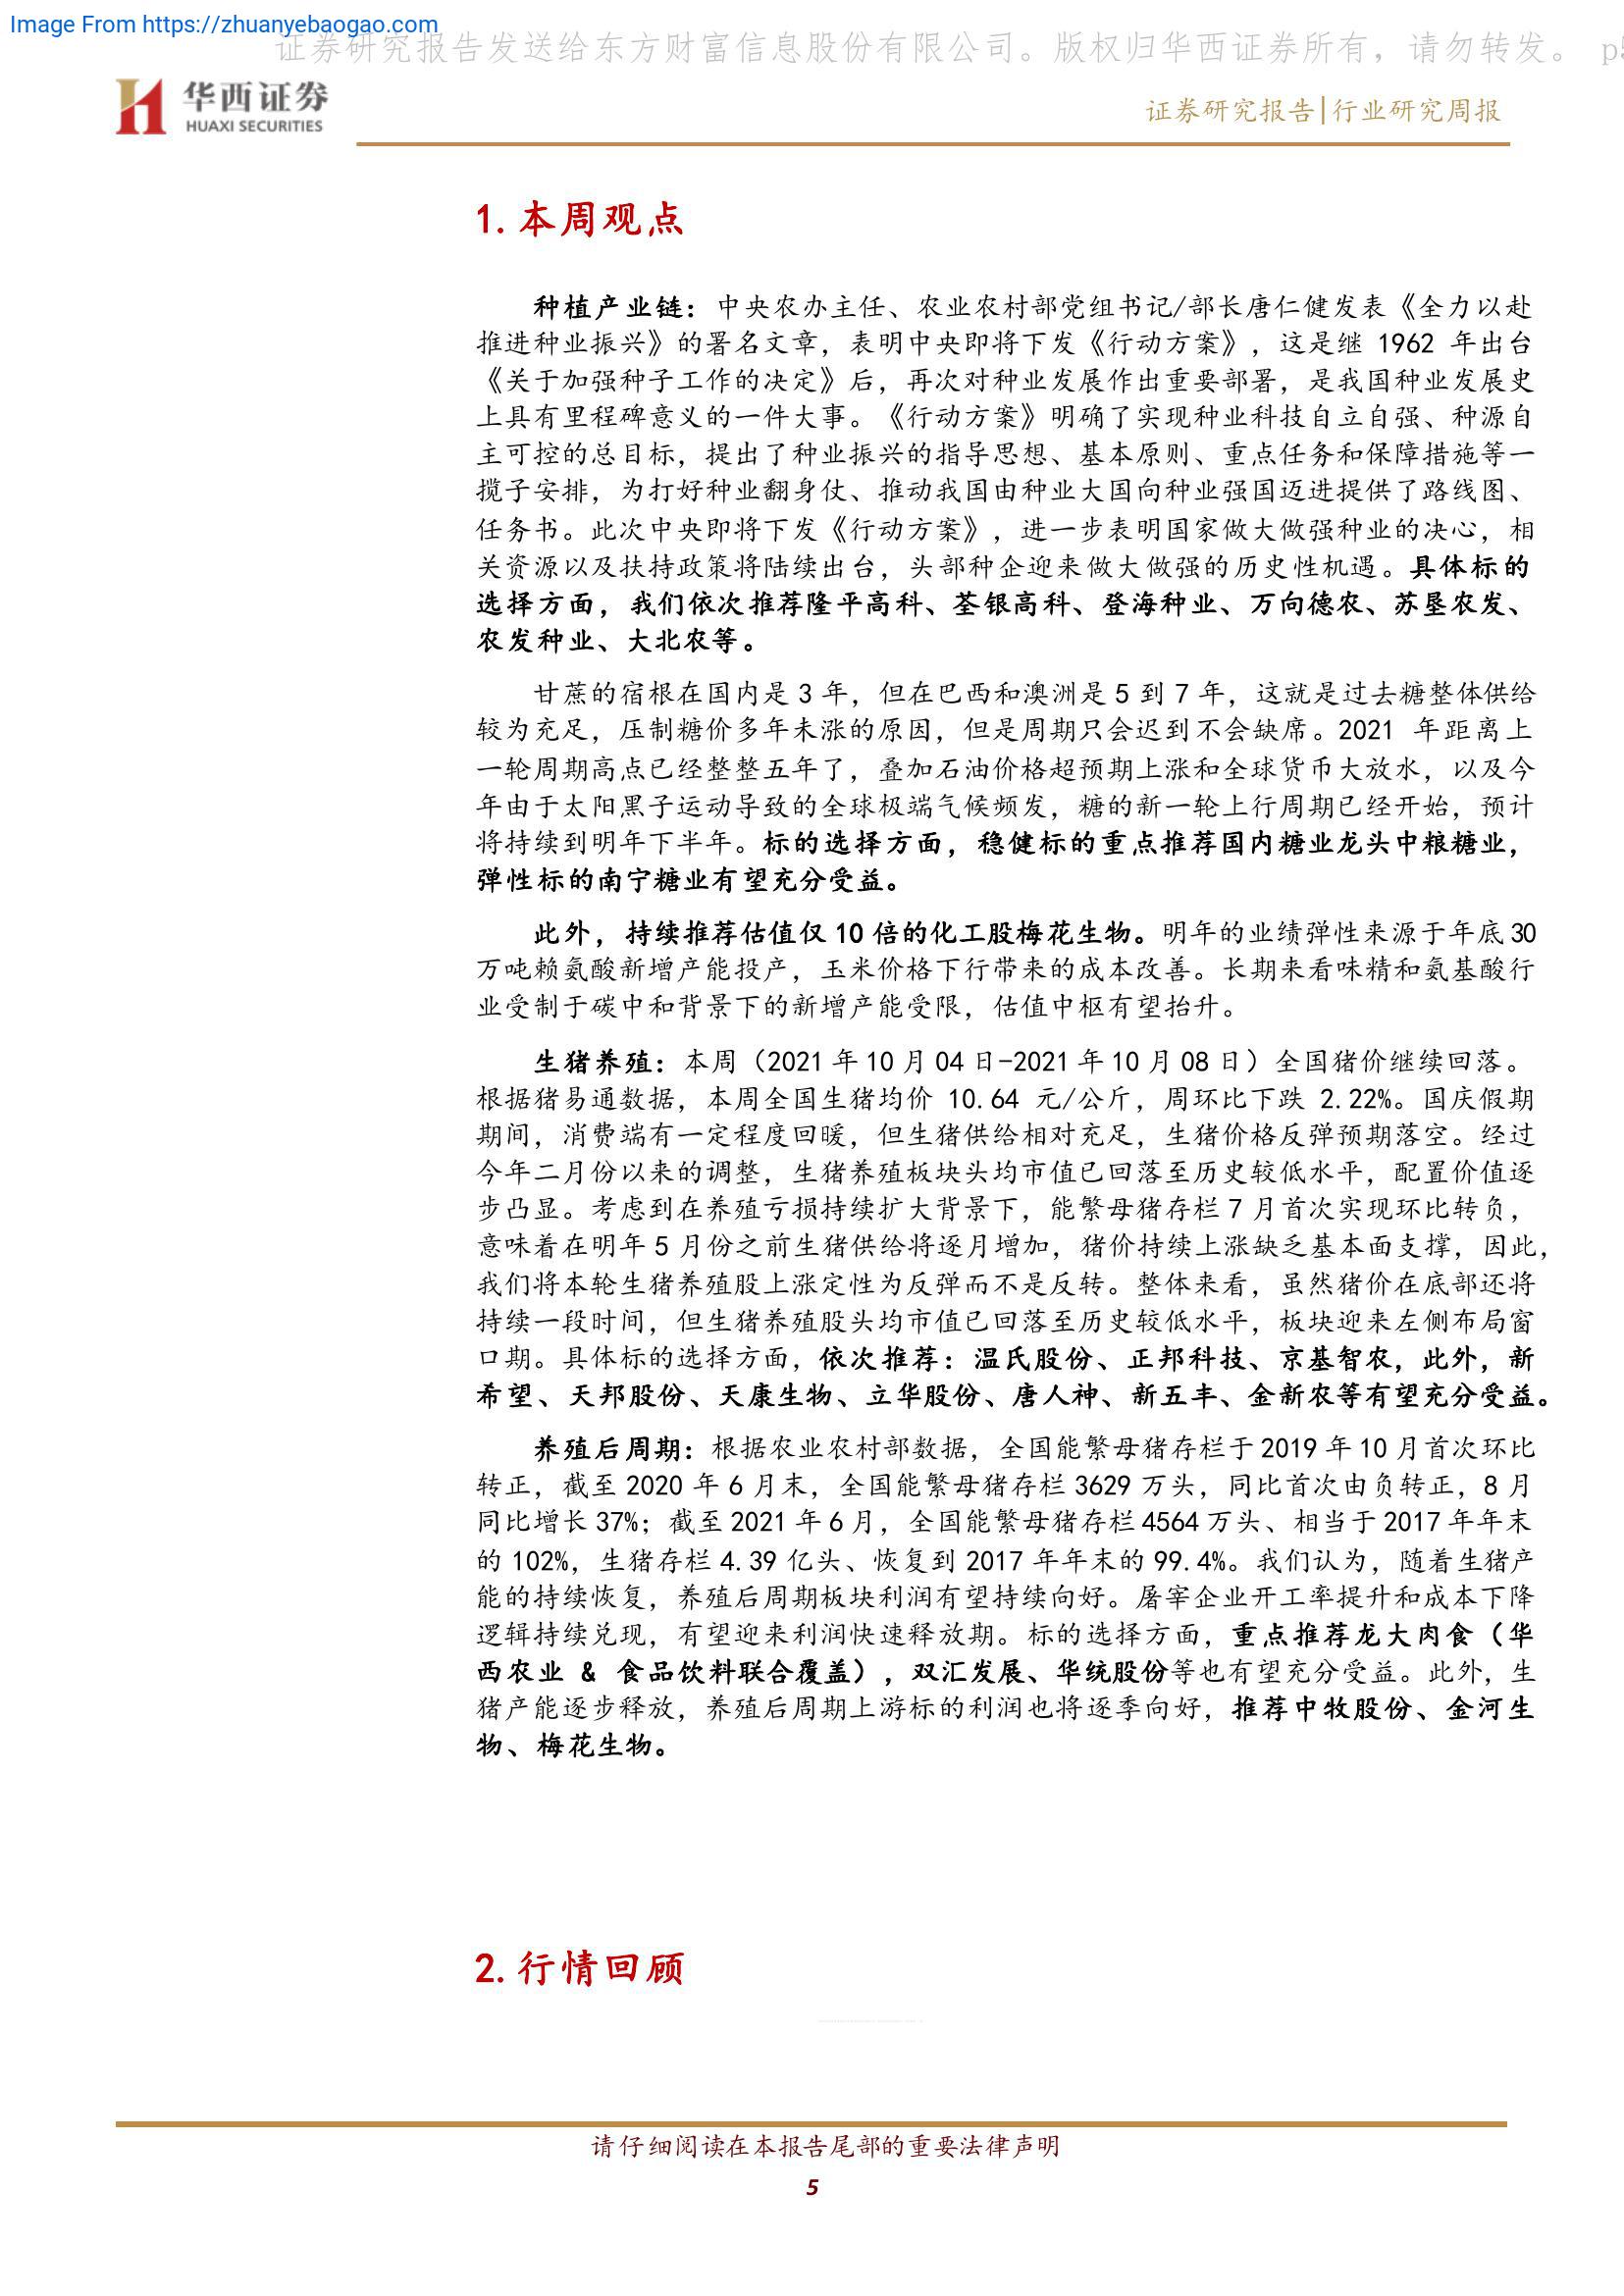 Image From https://zhuanyebaogao.com
证券研究报告发送给东方财富信息股份有限公司。版权归华西证券所有，请勿转发。 p5
华西证券
HUAXI SECURITIES
证券研究报告|行业研究周报
1.本周观点
种植产业链：中央农办主任、农业农村部党组书记/部长唐仁健发表《全力以赴
推进种业振兴》的署名文章，表明中央即将下发《行动方案》，这是继 1962 年出台
《关于加强种子工作的决定》后，再次对种业发展作出重要部署，是我国种业发展史
上具有里程碑意义的一件大事。《行动方案》明确了实现种业科技自立自强、种源自
主可控的总目标，提出了种业振兴的指导思想、基本原则、重点任务和保障措施等一
揽子安排，为打好种业翻身仗、推动我国由种业大国向种业强国迈进提供了路线图、
任务书。此次中央即将下发《行动方案》，进一步表明国家做大做强种业的决心，相
关资源以及扶持政策将陆续出台，头部种企迎来做大做强的历史性机遇。具体标的
选择方面，我们依次推荐隆平高科、荃银高科、登海种业、万向德农、苏垦农发、
农发种业、大北农等。
甘蔗的宿根在国内是 3 年，但在巴西和澳洲是 5 到 7 年，这就是过去糖整体供给
较为充足，压制糖价多年未涨的原因，但是周期只会迟到不会缺席。2021 年距离上
一轮周期高点已经整整五年了，叠加石油价格超预期上涨和全球货币大放水，以及今
年由于太阳黑子运动导致的全球极端气候频发，糖的新一轮上行周期已经开始，预计
将持续到明年下半年。标的选择方面，稳健标的重点推荐国内糖业龙头中粮糖业，
弹性标的南宁糖业有望充分受益。
此外，持续推荐估值仅 10 倍的化工股梅花生物。明年的业绩弹性来源于年底 30
万吨赖氨酸新增产能投产，玉米价格下行带来的成本改善。长期来看味精和氨基酸行
业受制于碳中和背景下的新增产能受限，估值中枢有望抬升。
生猪养殖：本周（2021 年 10 月 04 日-2021 年 10 月 08 日）全国猪价继续回落。
根据猪易通数据，本周全国生猪均价 10.64 元/公斤，周环比下跌 2.22%。国庆假期
期间，消费端有一定程度回暖，但生猪供给相对充足，生猪价格反弹预期落空。经过
今年二月份以来的调整，生猪养殖板块头均市值已回落至历史较低水平，配置价值逐
步凸显。考虑到在养殖亏损持续扩大背景下，能繁母猪存栏 7 月首次实现环比转负，
意味着在明年 5 月份之前生猪供给将逐月增加，猪价持续上涨缺乏基本面支撑，因此，
我们将本轮生猪养殖股上涨定性为反弹而不是反转。整体来看，虽然猪价在底部还将
持续一段时间，但生猪养殖股头均市值已回落至历史较低水平，板块迎来左侧布局窗
口期。具体标的选择方面，依次推荐：温氏股份、正邦科技、京基智农，此外，新
希望、天邦股份、天康生物、立华股份、唐人神、新五丰、金新农等有望充分受益。
养殖后周期：根据农业农村部数据，全国能繁母猪存栏于 2019 年 10 月首次环比
转正，截至 2020 年 6 月末，全国能繁母猪存栏 3629 万头，同比首次由负转正，8 月
同比增长 37%；截至 2021 年 6 月，全国能繁母猪存栏 4564 万头、相当于 2017 年年末
的 102%，生猪存栏 4.39 亿头、恢复到 2017 年年末的 99.4%。我们认为，随着生猪产
能的持续恢复，养殖后周期板块利润有望持续向好。屠宰企业开工率提升和成本下降
逻辑持续兑现，有望迎来利润快速释放期。标的选择方面，重点推荐龙大肉食（华
西农业 & 食品饮料联合覆盖），双汇发展、华统股份等也有望充分受益。此外，生
猪产能逐步释放，养殖后周期上游标的利润也将逐季向好，推荐中牧股份、金河生
物、梅花生物。
2.行情回顾
请仔细阅读在本报告尾部的重要法律声明
5